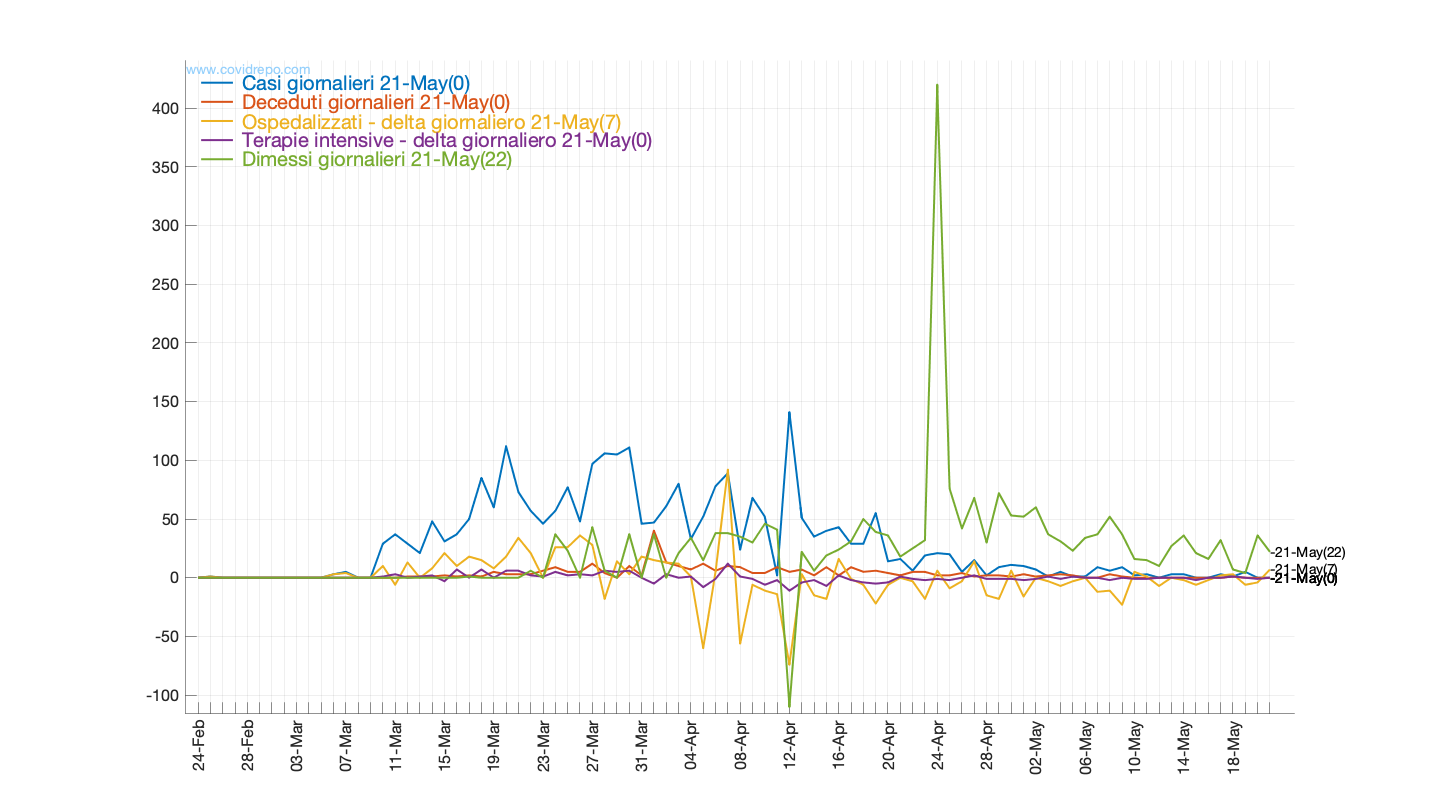 www.covidrepo.com
Casi giornalieri 21-May(0)
Deceduti giornalieri 21-May(0)
Ospedalizzati - delta giornaliero 21-May(7)
Terapie intensive - delta giornaliero 21-May(0)
Dimessi giornalieri 21-May(22)
400
350
300
250
200
150
100
50
0
-50
-100
-21-May(22)
-21-May(7)
-21-May(0)
24-Feb
28-Feb
03-Mar
07-Mar
11-Mar
15-Mar
19-Mar
23-Mar
27-Mar
31-Mar
04-Apr
08-Apr
12-Apr
16-Apr
20-Apr
24-Apr
28-Apr
02-May
06-May
10-May
14-May
18-May